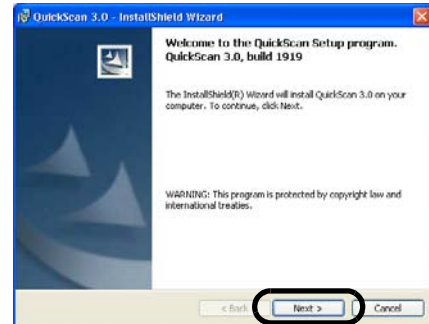 QuickScan 3.0 - InstallShield Wizard
Welcome to the QuickScan Setup program.
QuickScan 3.0, build 1919
The InstallShield(R) Wizard will install QuickScan 3.0 on your
computer. To continue, click Next.
WARNING: This program is protected by copyright law and
international treaties.
< Back Next > Cancel